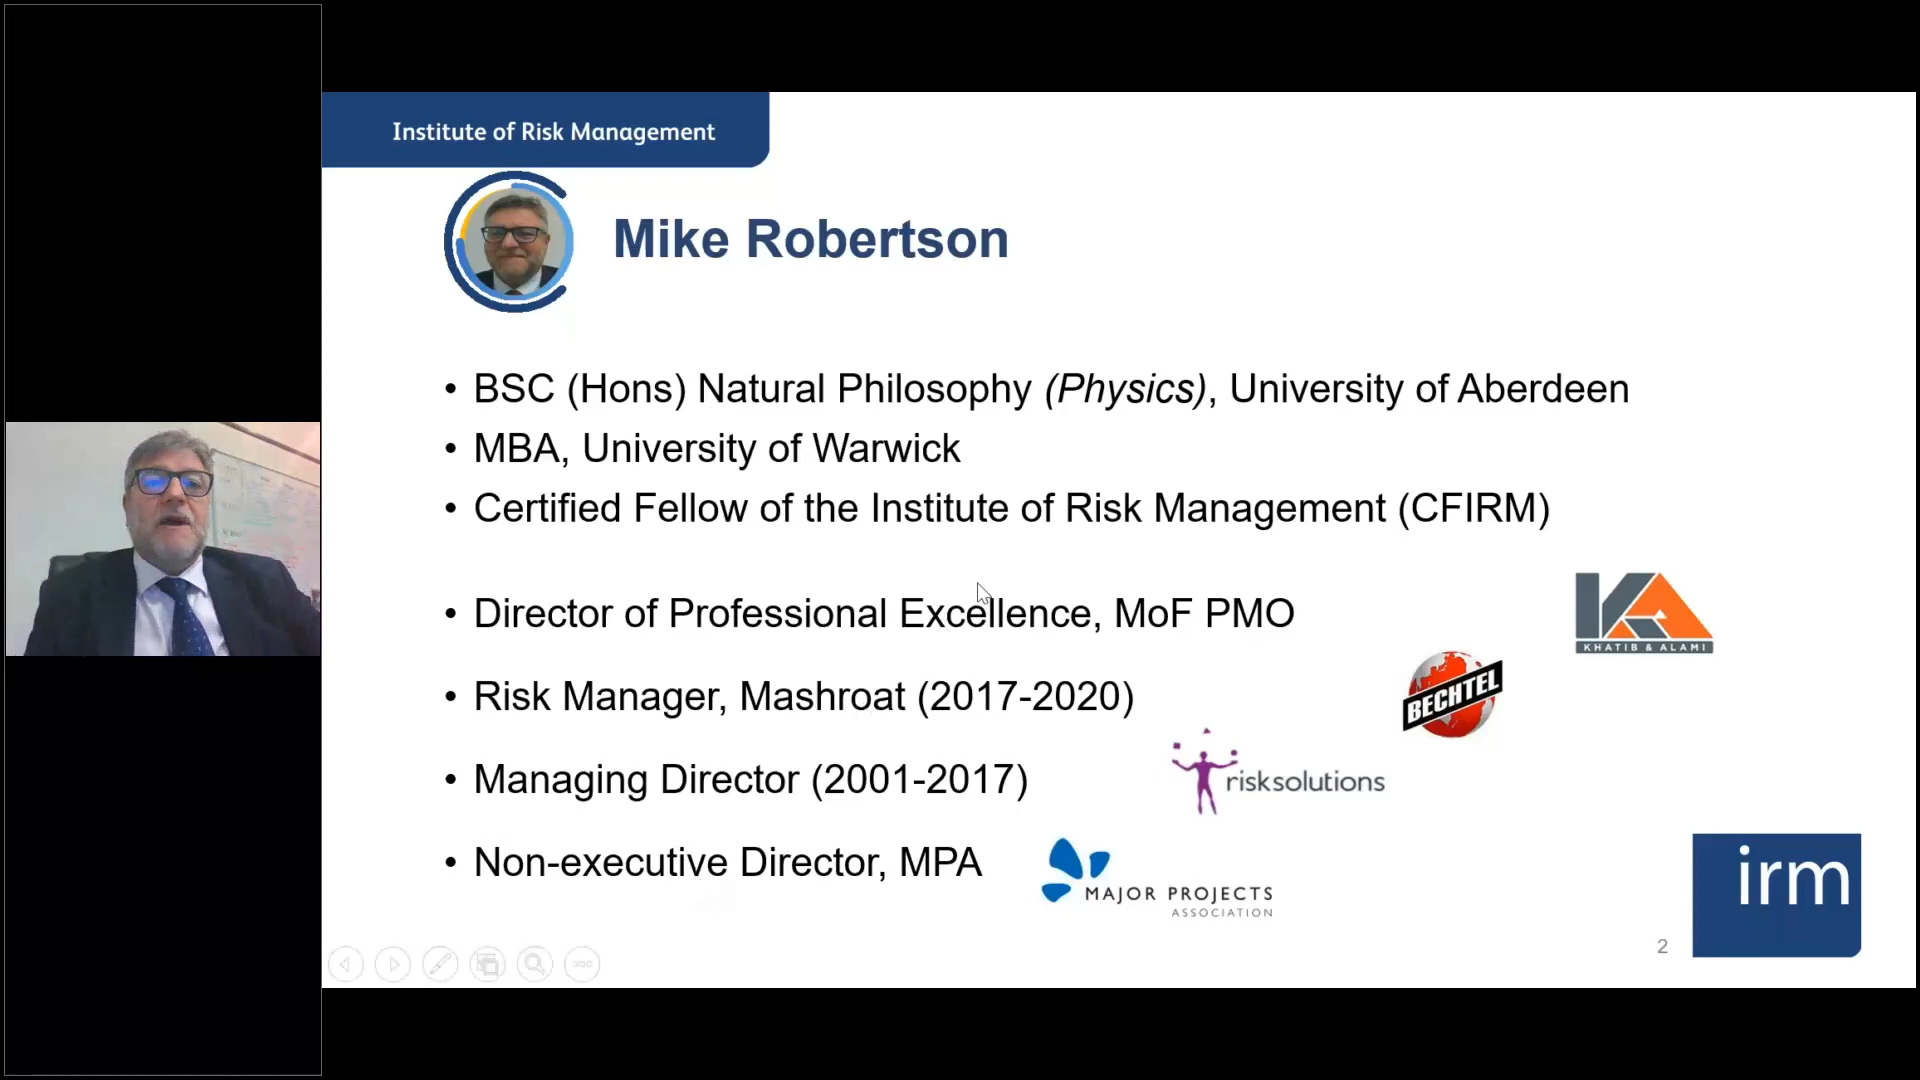 Institute of Risk Management
Mike Robertson
• BSC (Hons) Natural Philosophy (Physics), University of Aberdeen
• MBA, University of Warwick
• Certified Fellow of the Institute of Risk Management (CFIRM)
• Director of Professional Excellence, MoF PMO
KHATIB & ALAMI
• Risk Manager, Mashroat (2017-2020)
BECHTEL
• Managing Director (2001-2017)
risksolutions
• Non-executive Director, MPA
MAJOR PROJECTS
ASSOCIATION
irm
2